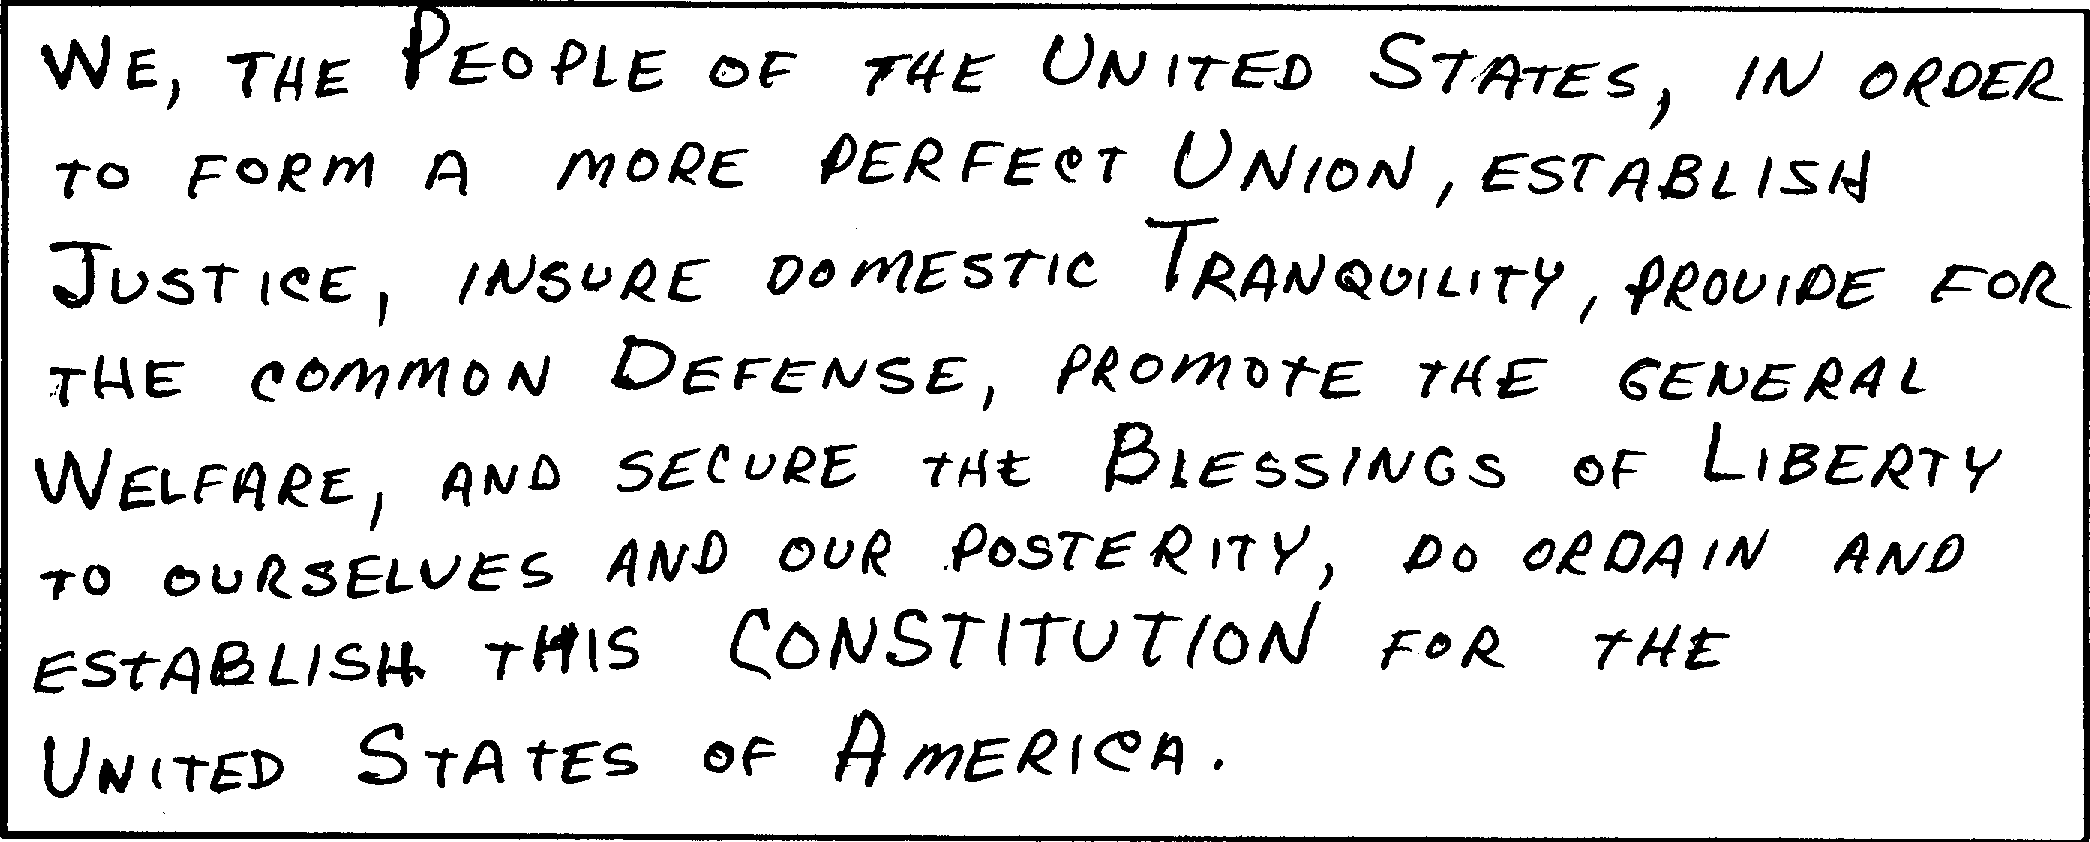 WE, THE PEOPLE OF THE UNITED STATES, IN ORDER
TO FORM A MORE PERFECT UNION, ESTABLISH
JUSTICE, INSURE DOMESTIC TRANQUILITY, PROVIDE FOR
THE COMMON DEFENSE, PROMOTE THE GENERAL
WELFARE, AND SECURE THE BLESSINGS OF LIBERTY
TO OURSELVES AND OUR POSTERITY, DO ORDAIN AND
ESTABLISH THIS CONSTITUTION FOR THE
UNITED STATES OF AMERICA.